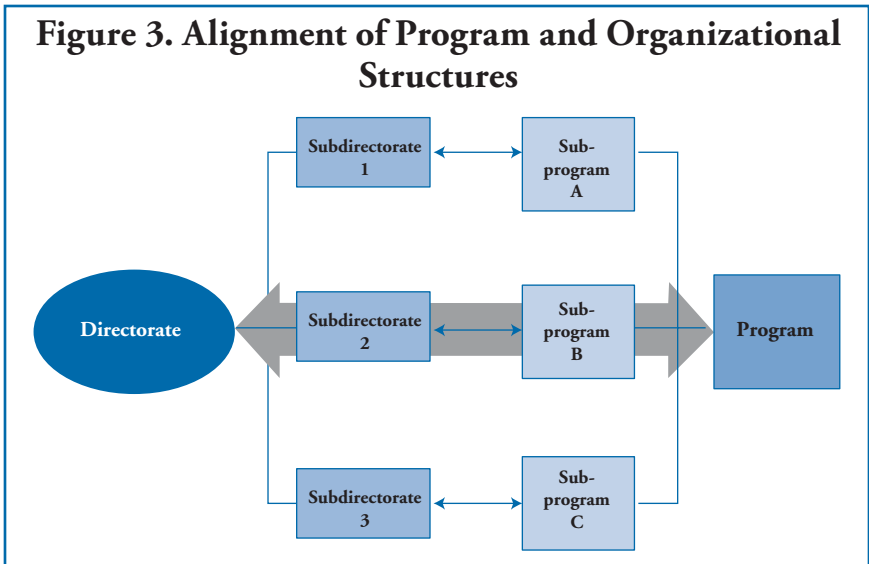 Figure 3. Alignment of Program and Organizational
Structures
Subdirectorate
1
Sub-
program
A
Directorate
Subdirectorate
2
Sub-
program
B
Program
Subdirectorate
3
Sub-
program
C